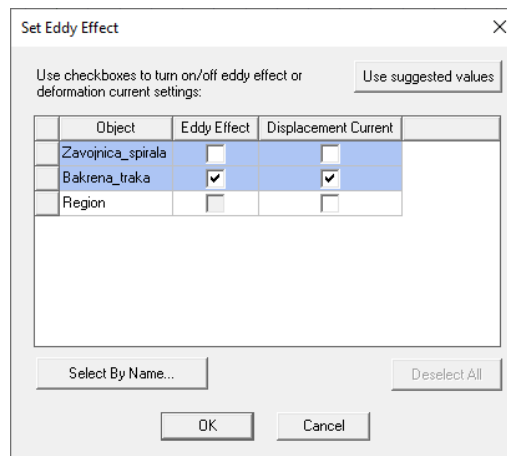 Set Eddy Effect
Use checkboxes to turn on/off eddy effect or
deformation current settings:
Use suggested values
Object Eddy Effect Displacement Current
Zavojnica_spirala
Bakrena_traka
Region
Select By Name...
Deselect All
OK Cancel